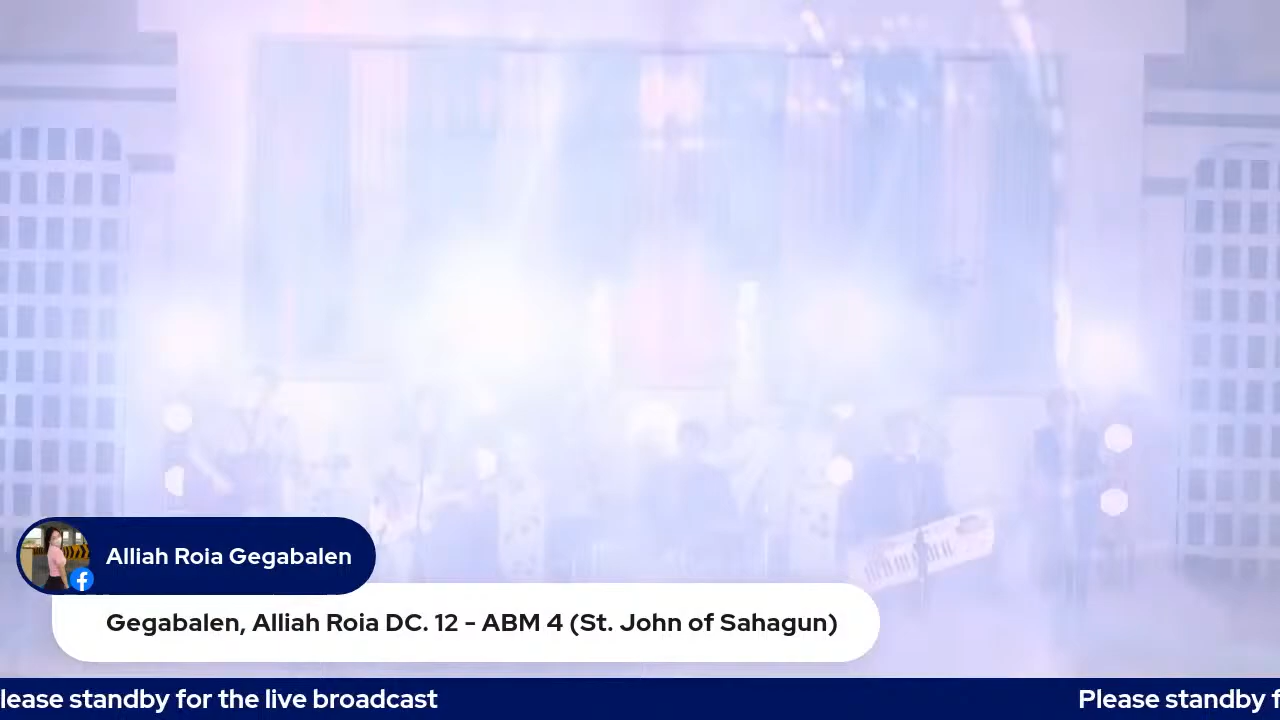 Alliah Roia Gegabalen
Gegabalen, Alliah Roia DC. 12 - ABM 4 (St. John of Sahagun)
lease standby for the live broadcast Please standby f